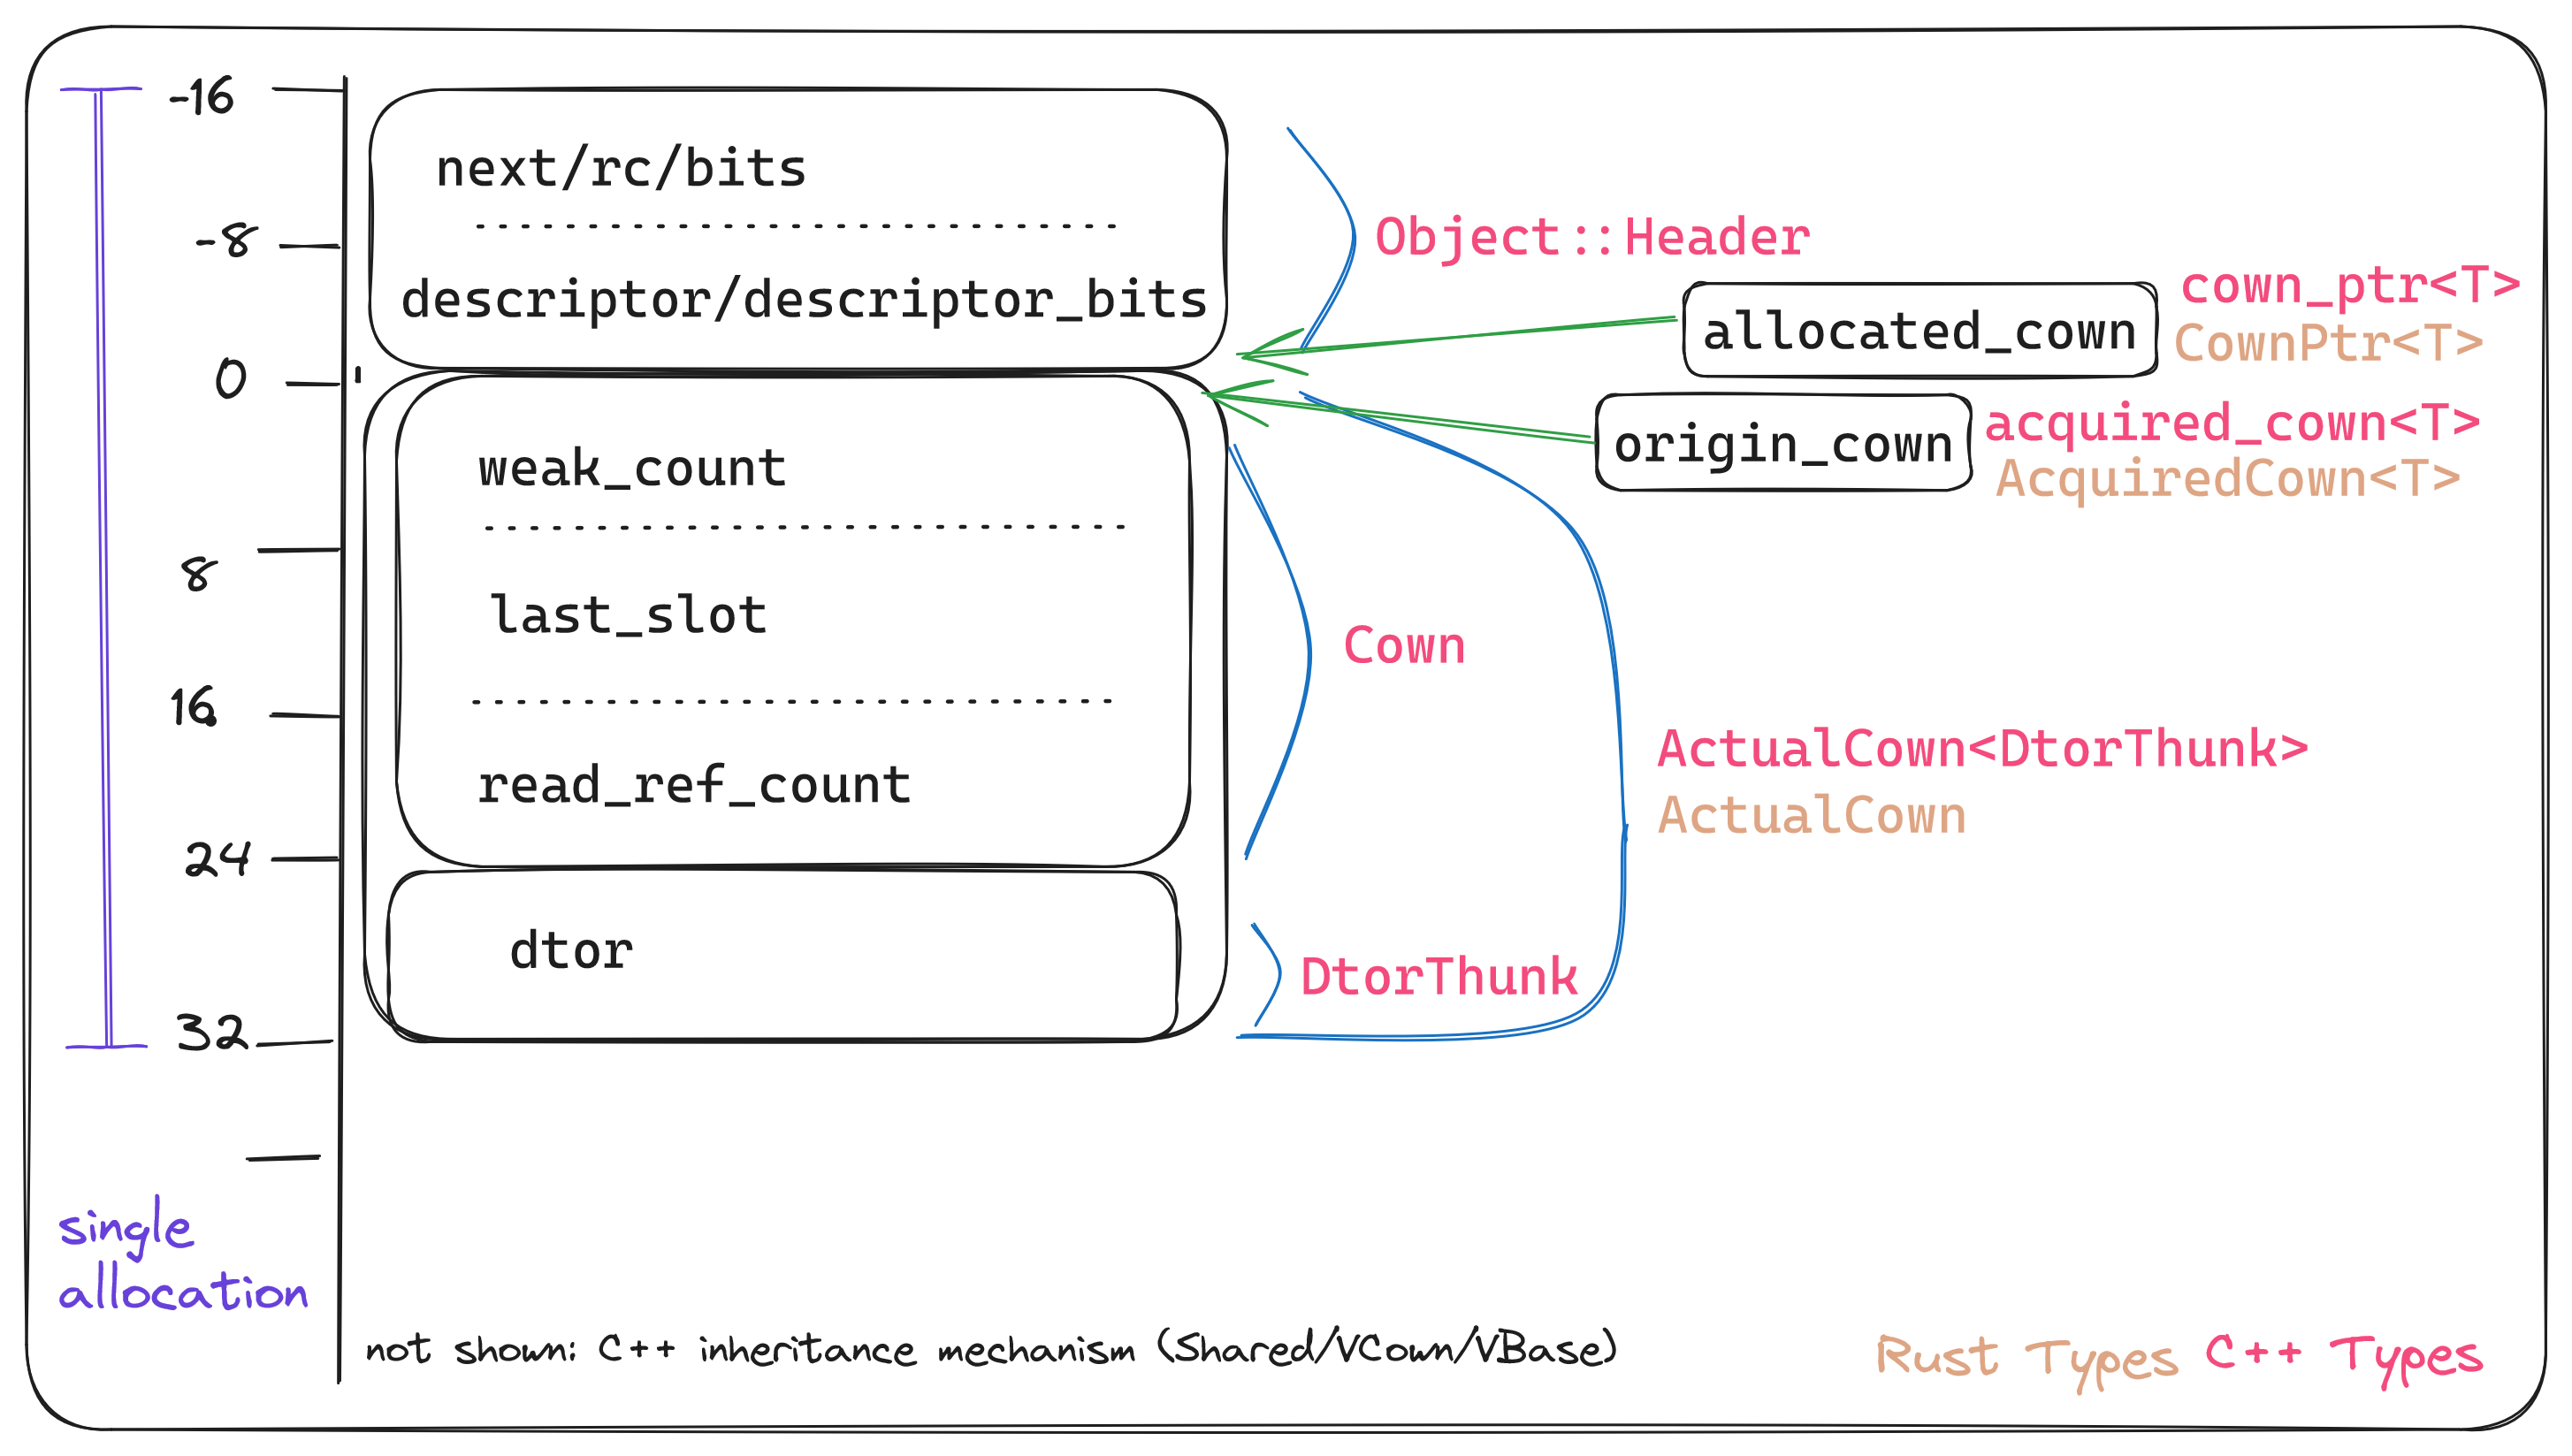 -16
next/rc/bits
-8
Object::Header
descriptor/descriptor_bits
cown_ptr<T>
allocated_cown
CownPtr<T>
0
acquired_cown<T>
origin_cown
AcquiredCown<T>
weak_count
8
last_slot
Cown
16
ActualCown<DtorThunk>
read_ref_count
ActualCown
24
dtor
DtorThunk
32
single
allocation
not shown: C++ inheritance mechanism (Shared/VCown/VBase)
Rust Types
C++ Types